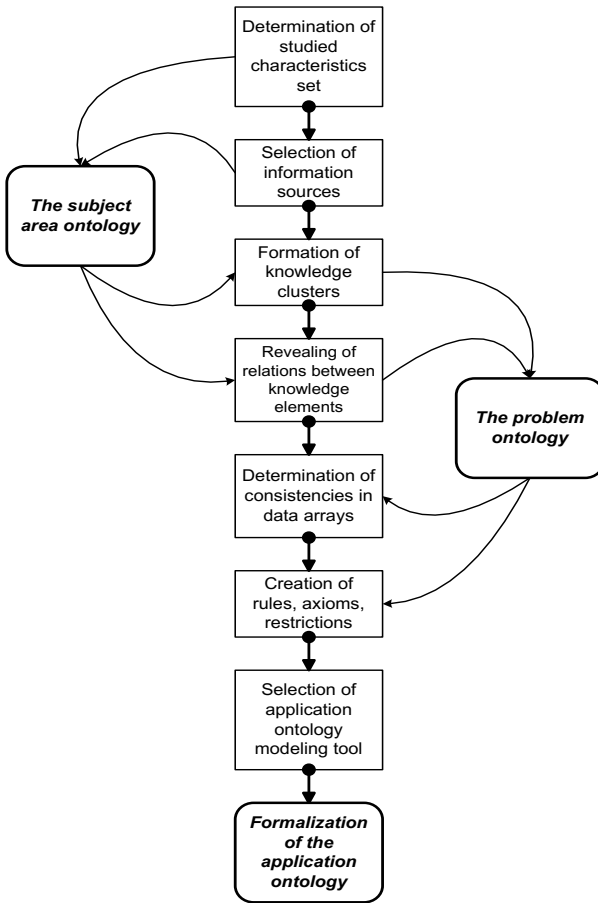 Determination of
studied
characteristics
set
Selection of
information
sources
The subject
area ontology
Formation of
knowledge
clusters
Revealing of
relations between
knowledge
elements
The problem
ontology
Determination of
consistencies in
data arrays
Creation of
rules, axioms,
restrictions
Selection of
application
ontology
modeling tool
Formalization
of the
application
ontology